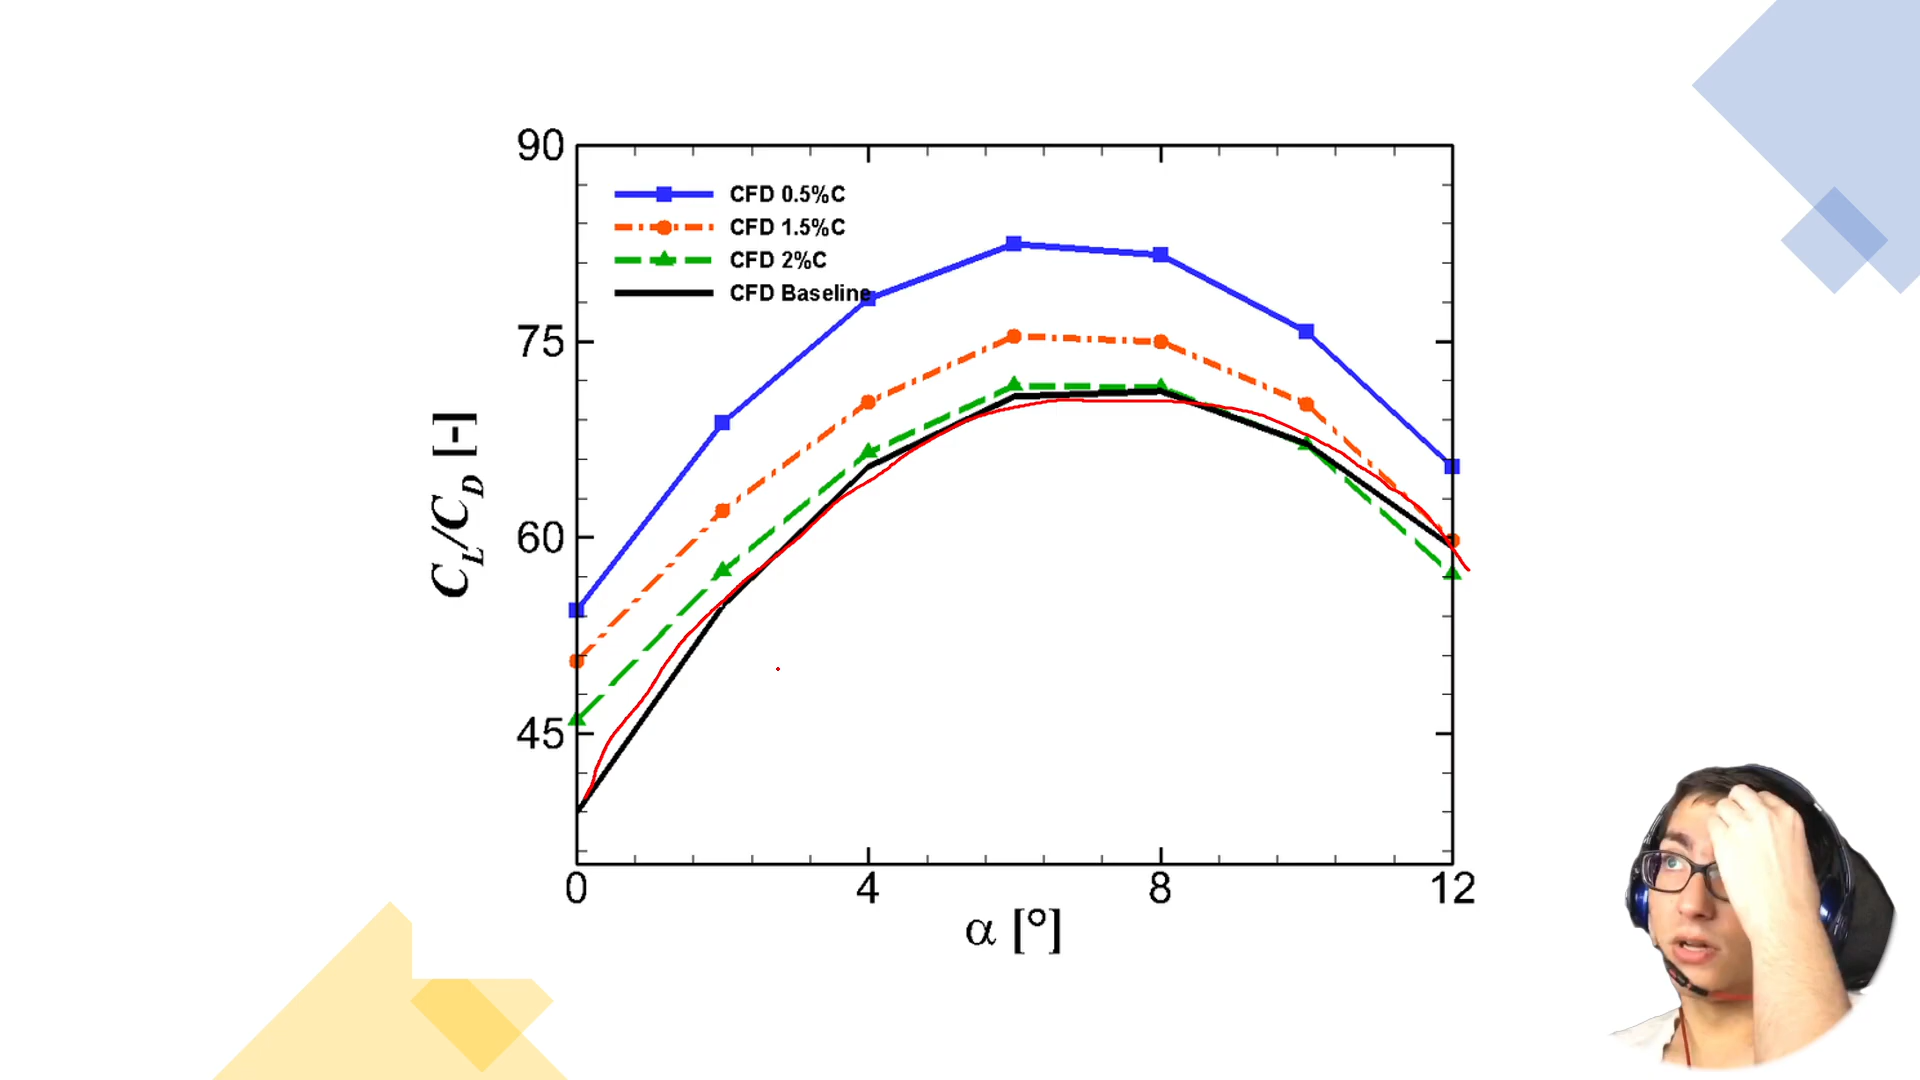 90
CFD 0.5%C
CFD 1.5%C
CFD 2%C
CFD Baseline
75
60
45
C_L/C_D [-]
0 4 8 12
α [°]